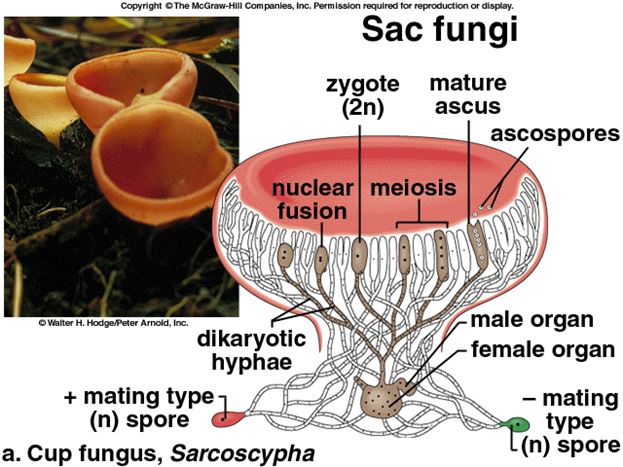 Copyright © The McGraw-Hill Companies, Inc. Permission required for reproduction or display.
Sac fungi
zygote
(2n)
mature
ascus
ascospores
nuclear
fusion
meiosis
© Walter H. Hodge/Peter Arnold, Inc.
dikaryotic
hyphae
male organ
female organ
+ mating type
(n) spore
– mating
type
(n) spore
a. Cup fungus, Sarcoscypha